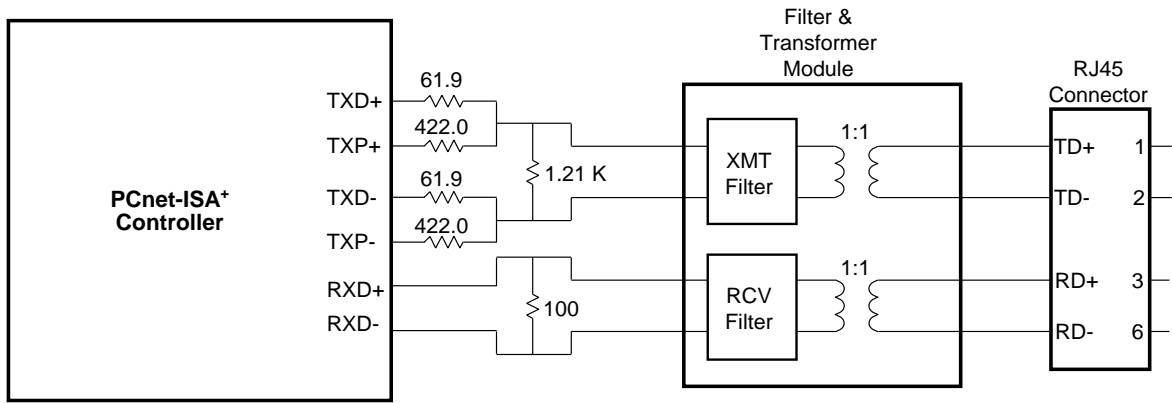 Filter &
Transformer
Module
RJ45
Connector
PCnet-ISA+
Controller
TXD+
61.9
TXP+
422.0
TXD-
61.9
TXP-
422.0
1.21 K
RXD+
RXD-
100
XMT
Filter
1:1
RCV
Filter
1:1
TD+ 1
TD- 2
RD+ 3
RD- 6